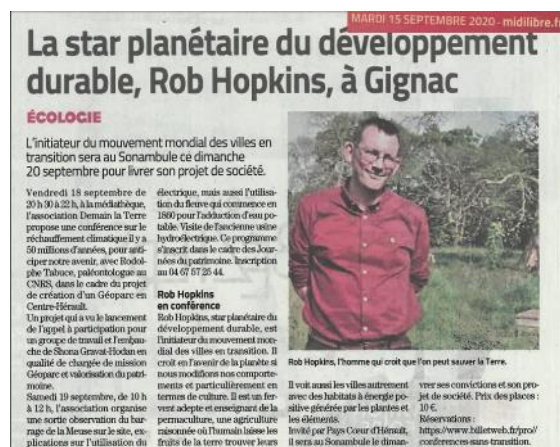 MARDI 15 SEPTEMBRE 2020 - midilibre.fr
La star planétaire du développement
durable, Rob Hopkins, à Gignac
ÉCOLOGIE
L'initiateur du mouvement mondial des villes en
transition sera au Sonambule ce dimanche
20 septembre pour livrer son projet de société.
Vendredi 18 septembre de
20 h 30 à 22 h, à la médiathèque,
l'association Demain la Terre
propose une conférence sur le
réchauffement climatique il y a
50 millions d'années, pour anti-
ciper notre avenir, avec Rodol-
phe Tabuce, paléontologue au
CNRS, dans le cadre du projet
de création d'un Géoparc en
Centre-Hérault.
Un projet qui a vu le lancement
de l'appel à participation pour
un groupe de travail et l'embau-
che de Shona Gravat-Hodan en
qualité de chargée de mission
Géoparc et valorisation du patri-
moine.
Samedi 19 septembre, de 10 h
à 12 h, l'association organise
une sortie observation du bar-
rage de la Meuse sur le site, ex-
plications sur l'utilisation du
électrique, mais aussi l'utilisa-
tion du fleuve qui commence en
1860 pour l'adduction d'eau po-
table. Visite de l'ancienne usine
hydroélectrique. Ce programme
s'inscrit dans le cadre des Jour-
nées du patrimoine. Inscription
au 04 67 57 25 44.
Rob Hopkins
en conférence
Rob Hopkins, star planétaire du
développement durable, est
l'initiateur du mouvement mon-
dial des villes en transition. Il
croit en l'avenir de la planète si
nous modifions nos comporte-
ments et particulièrement en
termes de culture. Il est un fer-
vent adepte et enseignant de la
permaculture, une agriculture
raisonnée où l'humain laisse les
fruits de la terre trouver leurs
Rob Hopkins, l'homme qui croit que l'on peut sauver la Terre.
Il voit aussi les villes autrement
avec des habitats à énergie po-
sitive générée par les plantes et
les éléments.
Invité par Pays Coeur d'Hérault,
il sera au Sonambule le diman-
vrer ses convictions et son pro-
jet de société. Prix des places :
10 €.
Réservations :
https://www.billetweb.fr/pro/
conferences-sans-transition.